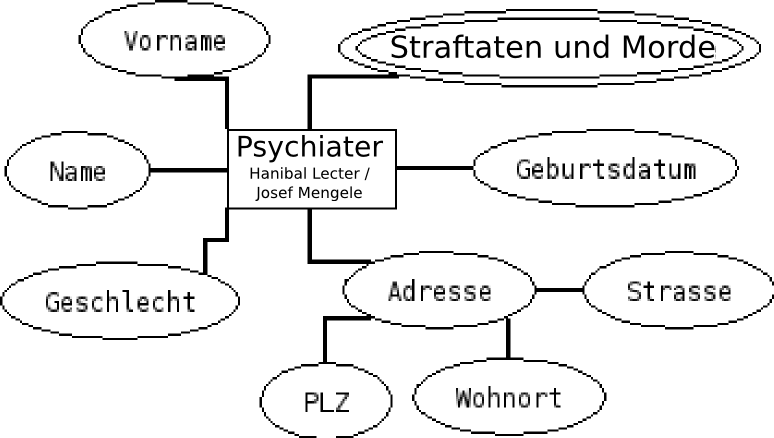 Vorname
Straftaten und Morde
Psychiater
Hanibal Lecter /
Josef Mengele
Name
Geburtsdatum
Geschlecht
Adresse
Strasse
PLZ
Wohnort